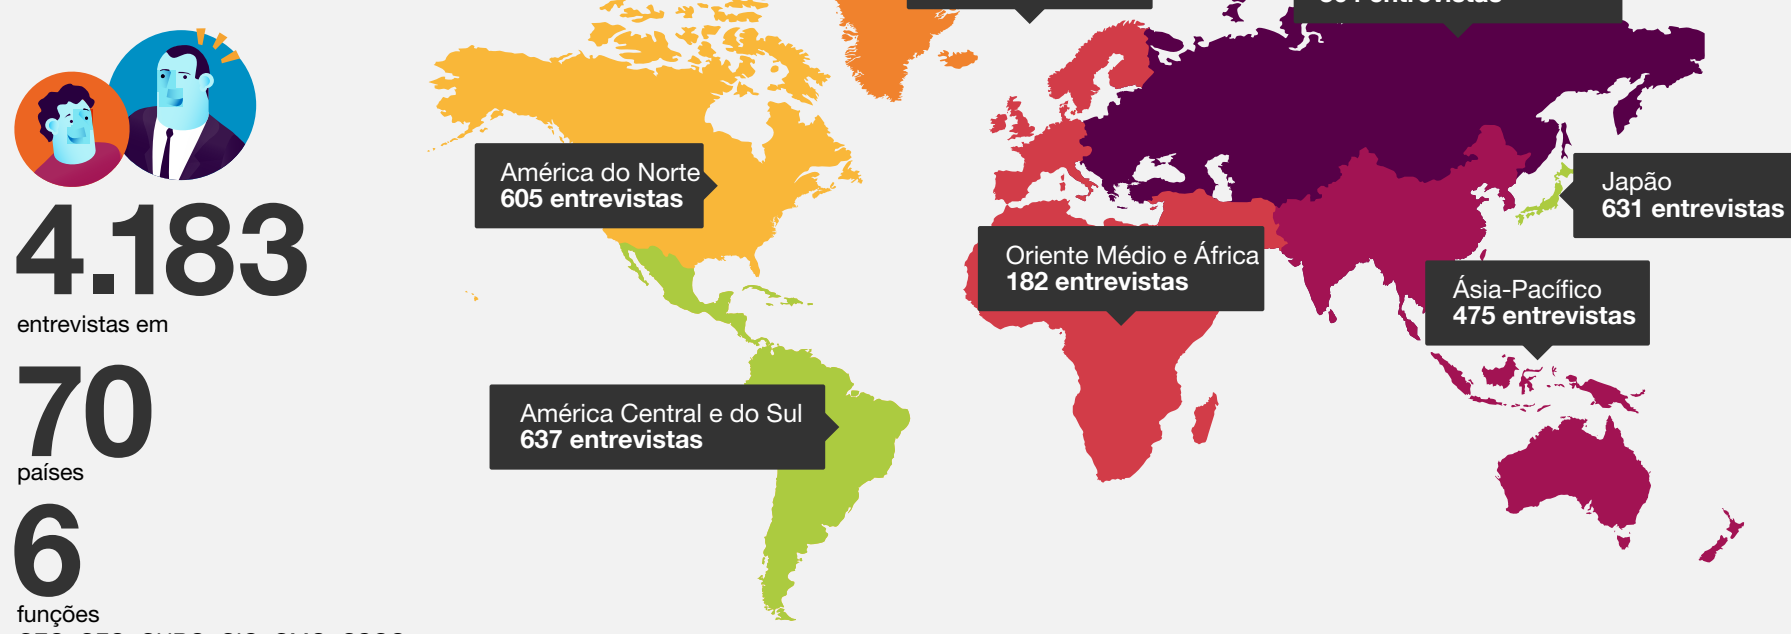 4.183
entrevistas em
70
países
6
funções
América do Norte
605 entrevistas
América Central e do Sul
637 entrevistas
Oriente Médio e África
182 entrevistas
entrevistas
Japão
631 entrevistas
Ásia-Pacífico
475 entrevistas